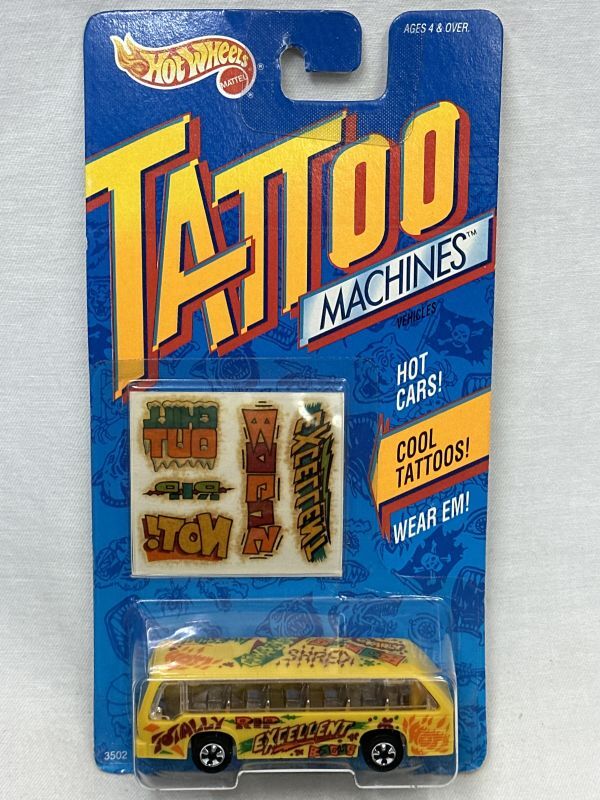 AGES 4 & OVER.
HOT WHEELS
MATTEL
TATTOO
MACHINES™
VEHICLES
HOT
CARS!
COOL
TATTOOS!
WEAR EM!
CHILL
OUT
RIP
NOT!
EXCELLENT!
SHRED
TOTALLY RIP
EXCELLENT
3502